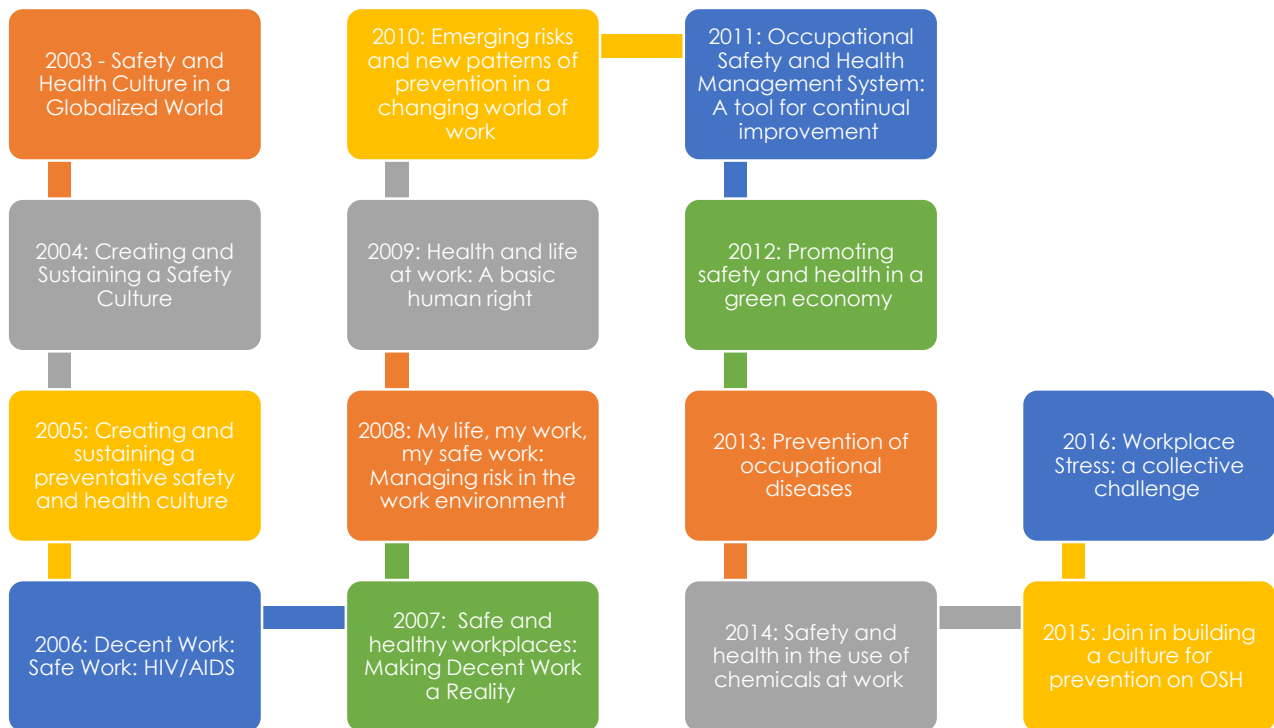 2003 - Safety and
Health Culture in a
Globalized World
2004: Creating and
Sustaining a Safety
Culture
2005: Creating and
sustaining a
preventative safety
and health culture
2006: Decent Work:
Safe Work: HIV/AIDS
2007:  Safe and
healthy workplaces:
Making Decent Work
a Reality
2008: My life, my work,
my safe work:
Managing risk in the
work environment
2009: Health and life
at work: A basic
human right
2010: Emerging risks
and new patterns of
prevention in a
changing world of
work
2011: Occupational
Safety and Health
Management System:
A tool for continual
improvement
2012: Promoting
safety and health in a
green economy
2013: Prevention of
occupational
diseases
2014: Safety and
health in the use of
chemicals at work
2015: Join in building
a culture for
prevention on OSH
2016: Workplace
Stress: a collective
challenge